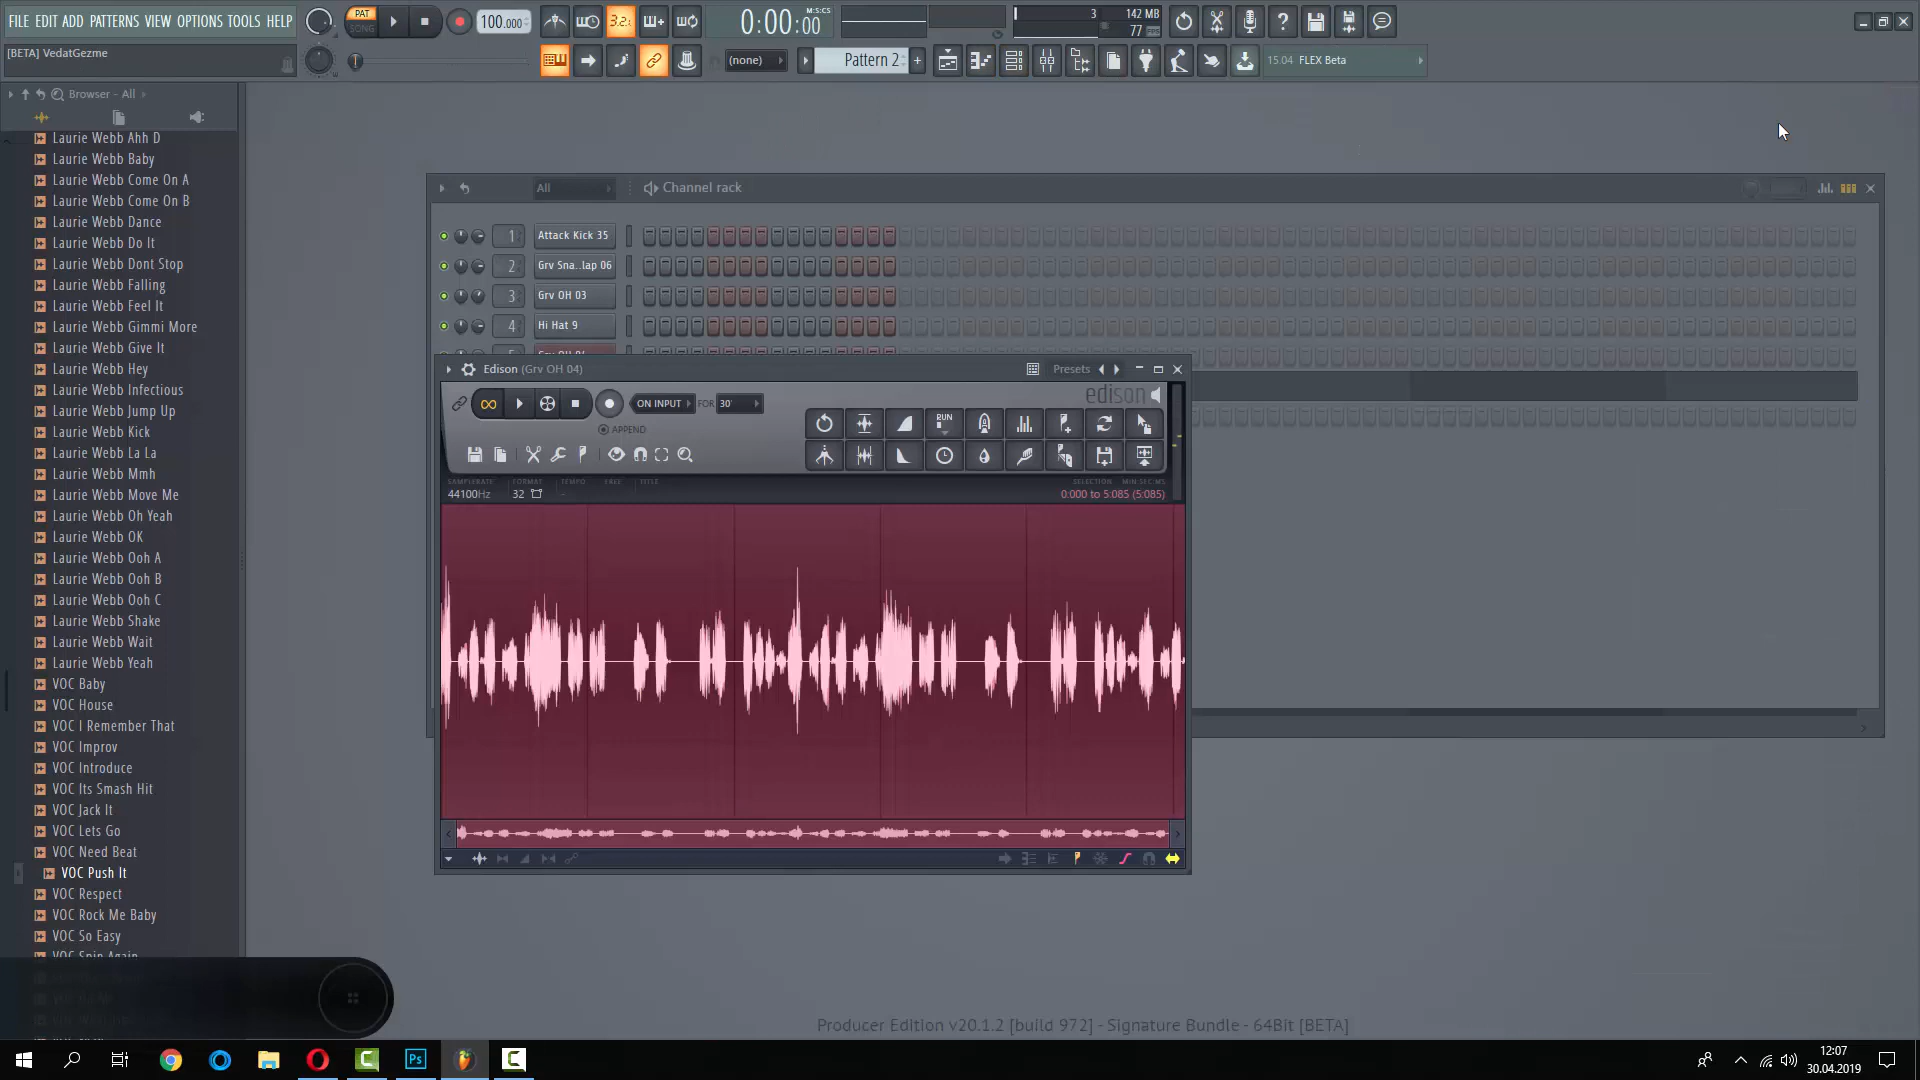 FILE EDIT ADD PATTERNS VIEW OPTIONS TOOLS HELP
PAT
SONG
100.000
3.2.1
0:00:00
M:S:CS
3
142 MB
77
[BETA] VedatGezme
(none)
Pattern 2
15.04 FLEX Beta
Browser - All
Laurie Webb Ahh D
Laurie Webb Baby
Laurie Webb Come On A
Laurie Webb Come On B
Laurie Webb Dance
Laurie Webb Do It
Laurie Webb Dont Stop
Laurie Webb Falling
Laurie Webb Feel It
Laurie Webb Gimmi More
Laurie Webb Give It
Laurie Webb Hey
Laurie Webb Infectious
Laurie Webb Jump Up
Laurie Webb Kick
Laurie Webb La La
Laurie Webb Mmh
Laurie Webb Move Me
Laurie Webb Oh Yeah
Laurie Webb OK
Laurie Webb Ooh A
Laurie Webb Ooh B
Laurie Webb Ooh C
Laurie Webb Shake
Laurie Webb Wait
Laurie Webb Yeah
VOC Baby
VOC House
VOC I Remember That
VOC Improv
VOC Introduce
VOC Its Smash Hit
VOC Jack It
VOC Lets Go
VOC Need Beat
VOC Push It
VOC Respect
VOC Rock Me Baby
VOC So Easy
VOC Spin Again
All
Channel rack
1
Attack Kick 35
2
Grv Sna..lap 06
3
Grv OH 03
4
Hi Hat 9
Edison (Grv OH 04)
Presets
edison
ON INPUT
FOR
30'
APPEND
RUN
SAMPLERATE
FORMAT
TEMPO
FREE
TITLE
SELECTION
MIN:SEC:MS
44100Hz
32
0:000 to 5:085 (5:085)
Producer Edition v20.1.2 [build 972] - Signature Bundle - 64Bit [BETA]
Ps
12:07
30.04.2019